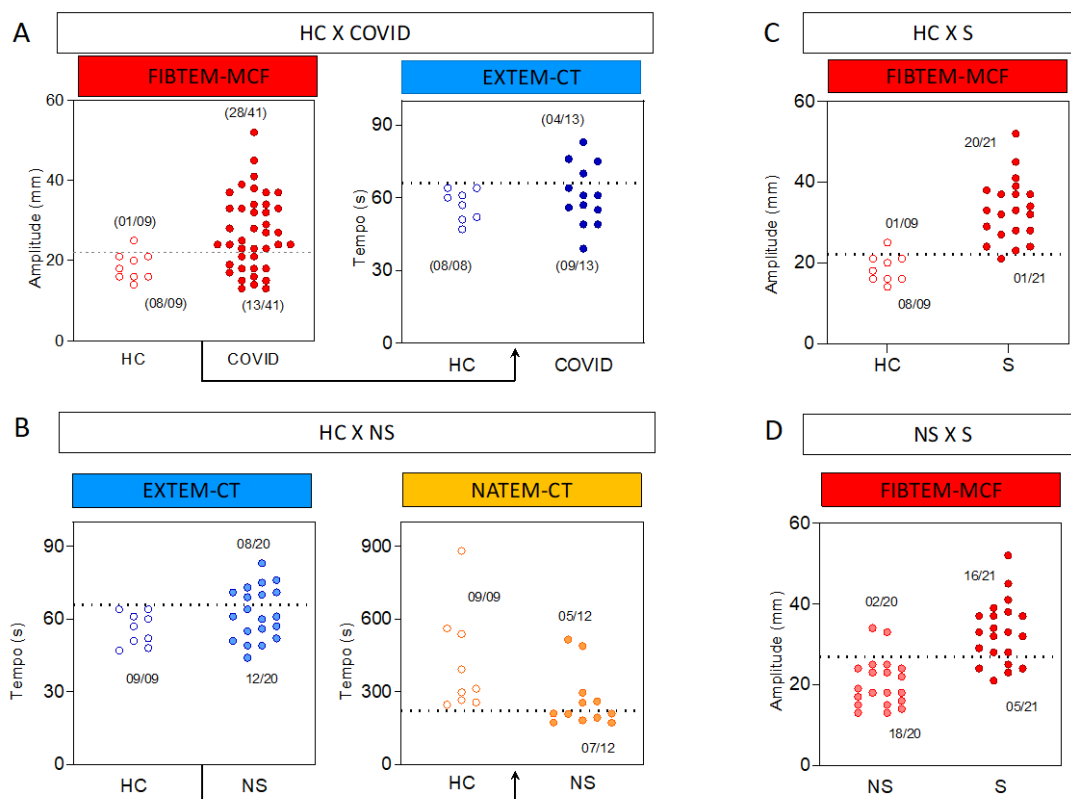 A
HC X COVID
FIBTEM-MCF
EXTEM-CT
Amplitude (mm)
60
40
20
0
(28/41)
(01/09)
(08/09)
(13/41)
HC
COVID
Tempo (s)
90
60
30
0
(04/13)
(08/08)
(09/13)
HC
COVID
C
HC X S
FIBTEM-MCF
Amplitude (mm)
60
40
20
0
20/21
01/09
08/09
01/21
HC
S
B
HC X NS
EXTEM-CT
NATEM-CT
Tempo (s)
90
60
30
0
08/20
09/09
12/20
HC
NS
Tempo (s)
900
600
300
0
09/09
05/12
07/12
HC
NS
D
NS X S
FIBTEM-MCF
Amplitude (mm)
60
40
20
0
16/21
02/20
18/20
05/21
NS
S